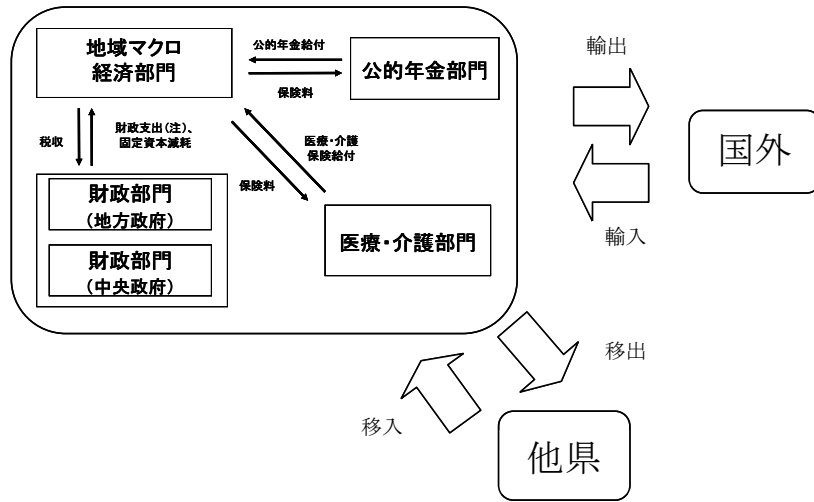 地域マクロ
経済部門
公的年金給付
保険料
公的年金部門
輸出
国外
輸入
税収
財政支出(注)、
固定資本減耗
医療・介護
保険給付
保険料
財政部門
(地方政府)
財政部門
(中央政府)
医療・介護部門
移出
移入
他県